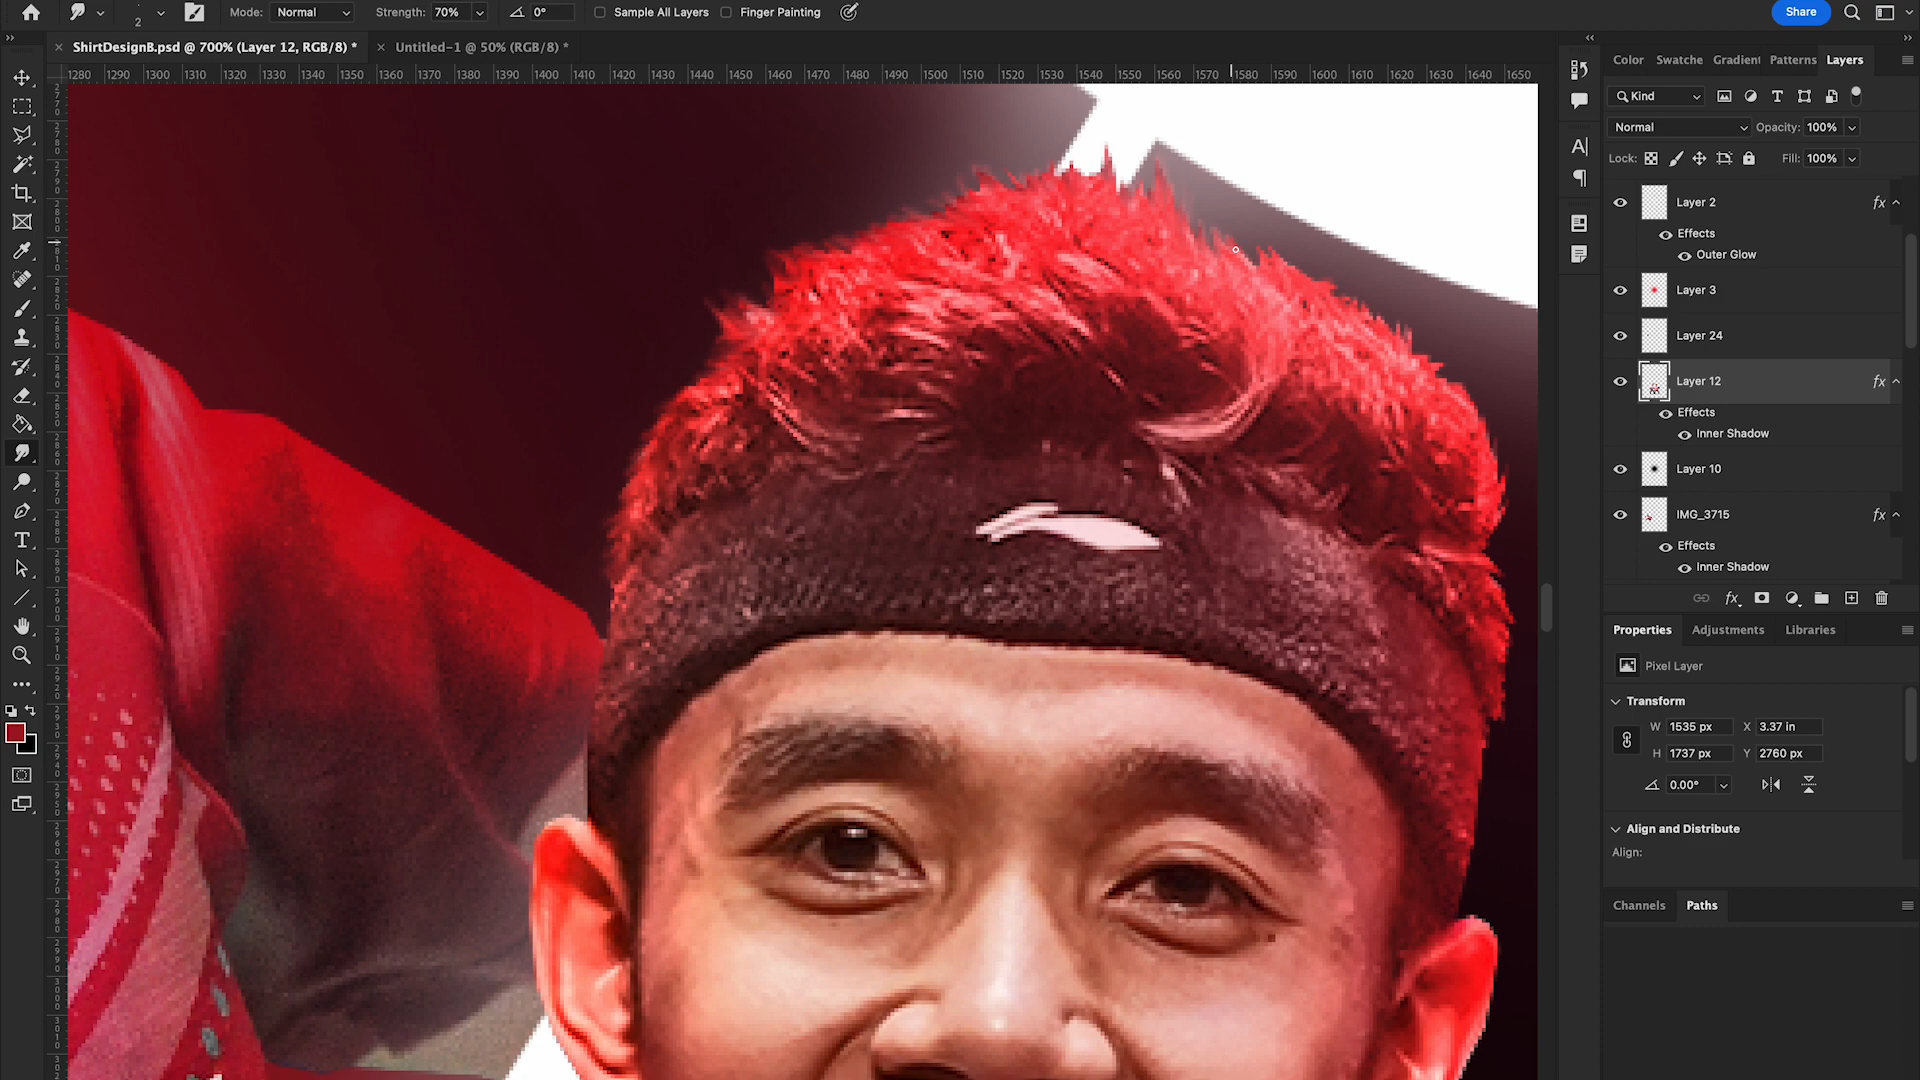 2 Mode: Normal Strength: 70% 0° Sample All Layers Finger Painting Share
ShirtDesignB.psd @ 700% (Layer 12, RGB/8) * Untitled-1 @ 50% (RGB/8) *
1280 1290 1300 1310 1320 1330 1340 1350 1360 1370 1380 1390 1400 1410 1420 1430 1440 1450 1460 1470 1480 1490 1500 1510 1520 1530 1540 1550 1560 1570 1580 1590 1600 1610 1620 1630 1640 1650
Color Swatche Gradient Patterns Layers
Kind
Normal Opacity: 100%
Lock: Fill: 100%
Layer 2 fx
Effects
Outer Glow
Layer 3
Layer 24
Layer 12 fx
Effects
Inner Shadow
Layer 10
IMG_3715 fx
Effects
Inner Shadow
fx
Properties Adjustments Libraries
Pixel Layer
Transform
W 1535 px X 3.37 in
H 1737 px Y 2760 px
0.00°
Align and Distribute
Align:
Channels Paths